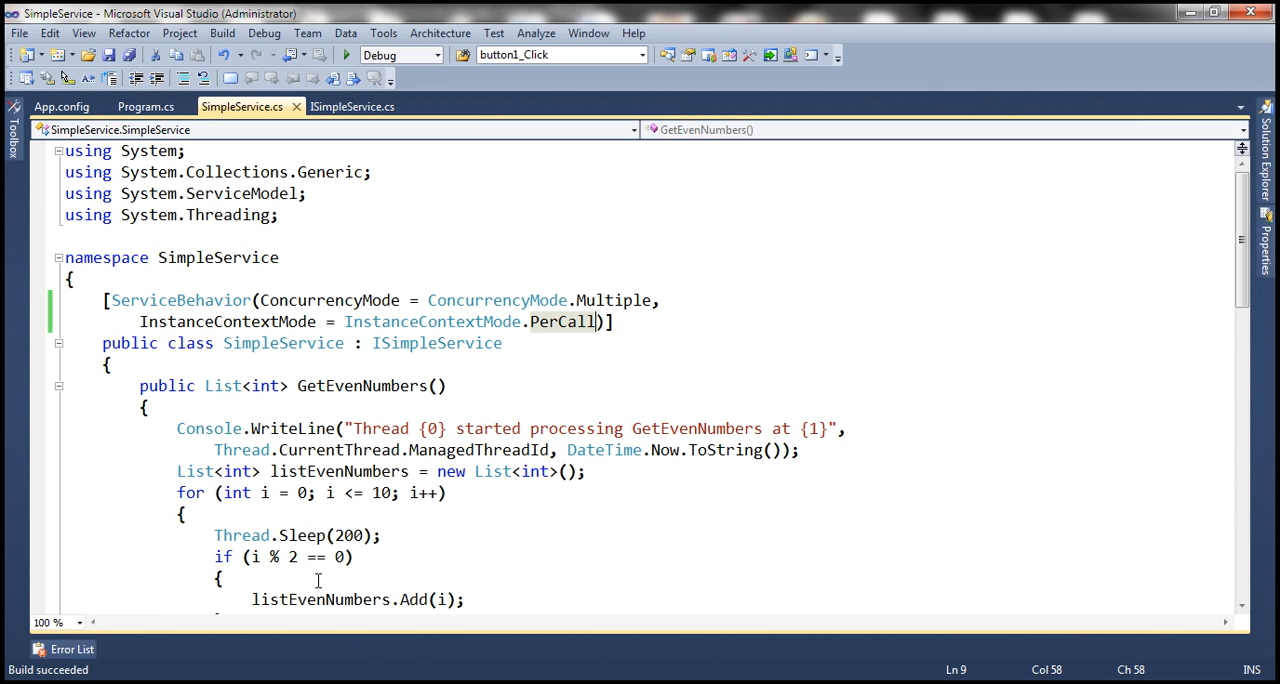 SimpleService - Microsoft Visual Studio (Administrator)
File Edit View Refactor Project Build Debug Team Data Tools Architecture Test Analyze Window Help
Debug button1_Click
App.config Program.cs SimpleService.cs ISimpleService.cs
SimpleService.SimpleService GetEvenNumbers()
using System;
using System.Collections.Generic;
using System.ServiceModel;
using System.Threading;
namespace SimpleService
{
[ServiceBehavior(ConcurrencyMode = ConcurrencyMode.Multiple,
InstanceContextMode = InstanceContextMode.PerCall)]
public class SimpleService : ISimpleService
{
public List<int> GetEvenNumbers()
{
Console.WriteLine("Thread {0} started processing GetEvenNumbers at {1}",
Thread.CurrentThread.ManagedThreadId, DateTime.Now.ToString());
List<int> listEvenNumbers = new List<int>();
for (int i = 0; i <= 10; i++)
{
Thread.Sleep(200);
if (i % 2 == 0)
{
listEvenNumbers.Add(i);
100 %
Error List
Build succeeded Ln 9 Col 58 Ch 58 INS
Toolbox
Solution Explorer
Properties